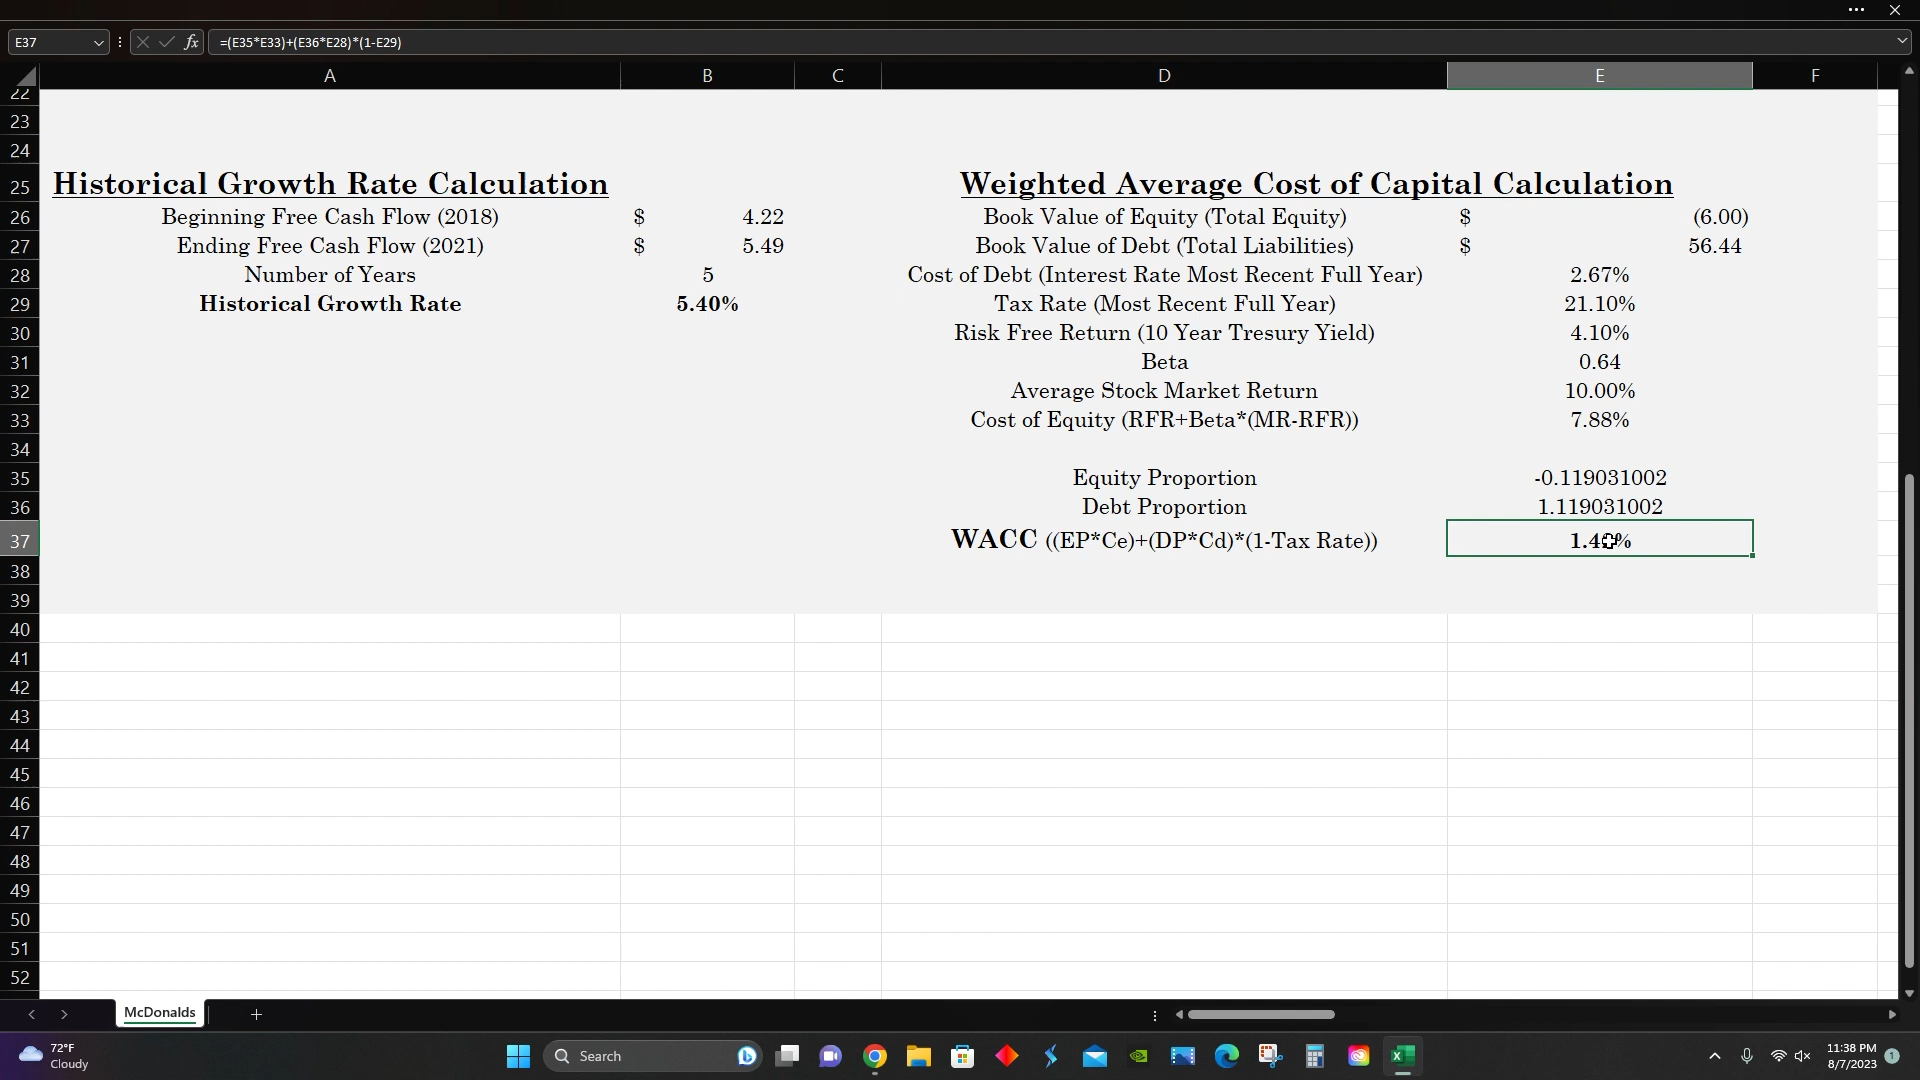 E37
fx
=(E35*E33)+(E36*E28)*(1-E29)
A B C D E F
22
23
24
25 Historical Growth Rate Calculation Weighted Average Cost of Capital Calculation
26 Beginning Free Cash Flow (2018) $ 4.22 Book Value of Equity (Total Equity) $ (6.00)
27 Ending Free Cash Flow (2021) $ 5.49 Book Value of Debt (Total Liabilities) $ 56.44
28 Number of Years 5 Cost of Debt (Interest Rate Most Recent Full Year) 2.67%
29 Historical Growth Rate 5.40% Tax Rate (Most Recent Full Year) 21.10%
30 Risk Free Return (10 Year Tresury Yield) 4.10%
31 Beta 0.64
32 Average Stock Market Return 10.00%
33 Cost of Equity (RFR+Beta*(MR-RFR)) 7.88%
34
35 Equity Proportion -0.119031002
36 Debt Proportion 1.119031002
37 WACC ((EP*Ce)+(DP*Cd)*(1-Tax Rate))
38
39
40
41
42
43
44
45
46
47
48
49
50
51
52
McDonalds
72°F
Cloudy
Search
11:38 PM
8/7/2023
1